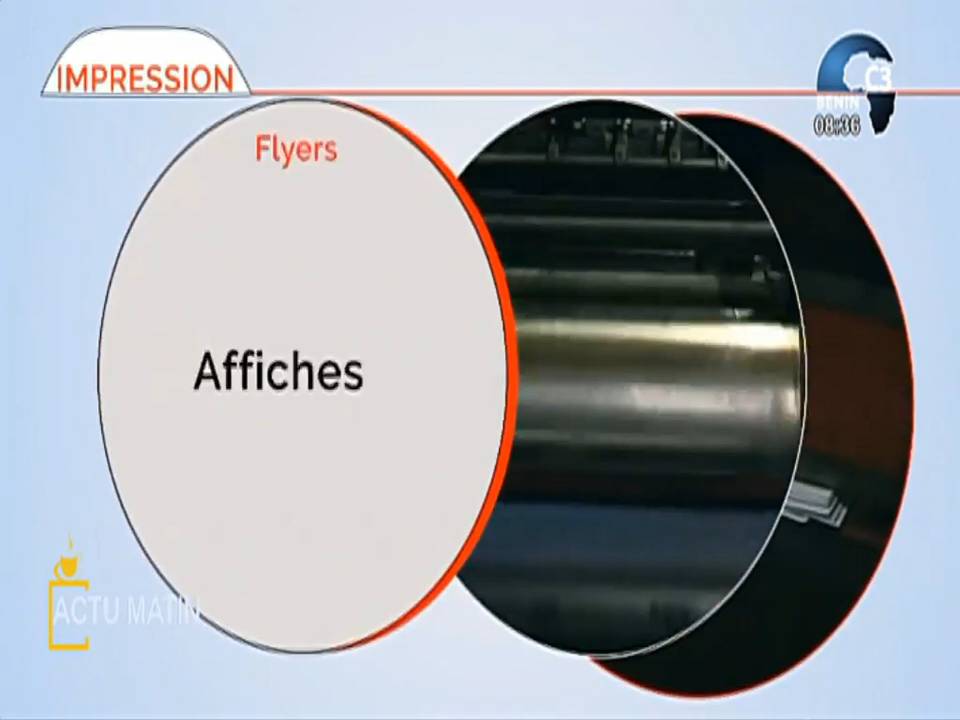 IMPRESSION
C3
BENIN
08:36
Flyers
Affiches
ACTU MATIN